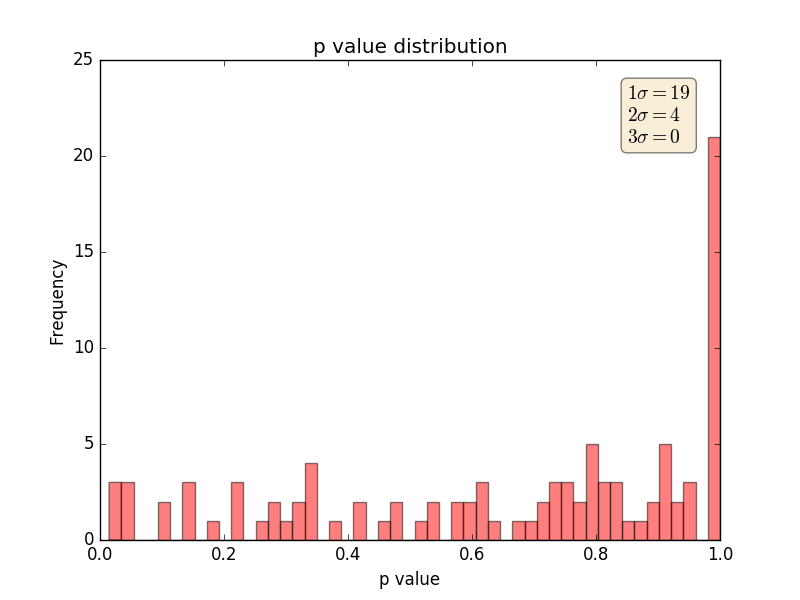 p value distribution
25
20
15
10
5
0
Frequency
1σ = 19
2σ = 4
3σ = 0
0.0 0.2 0.4 0.6 0.8 1.0
p value